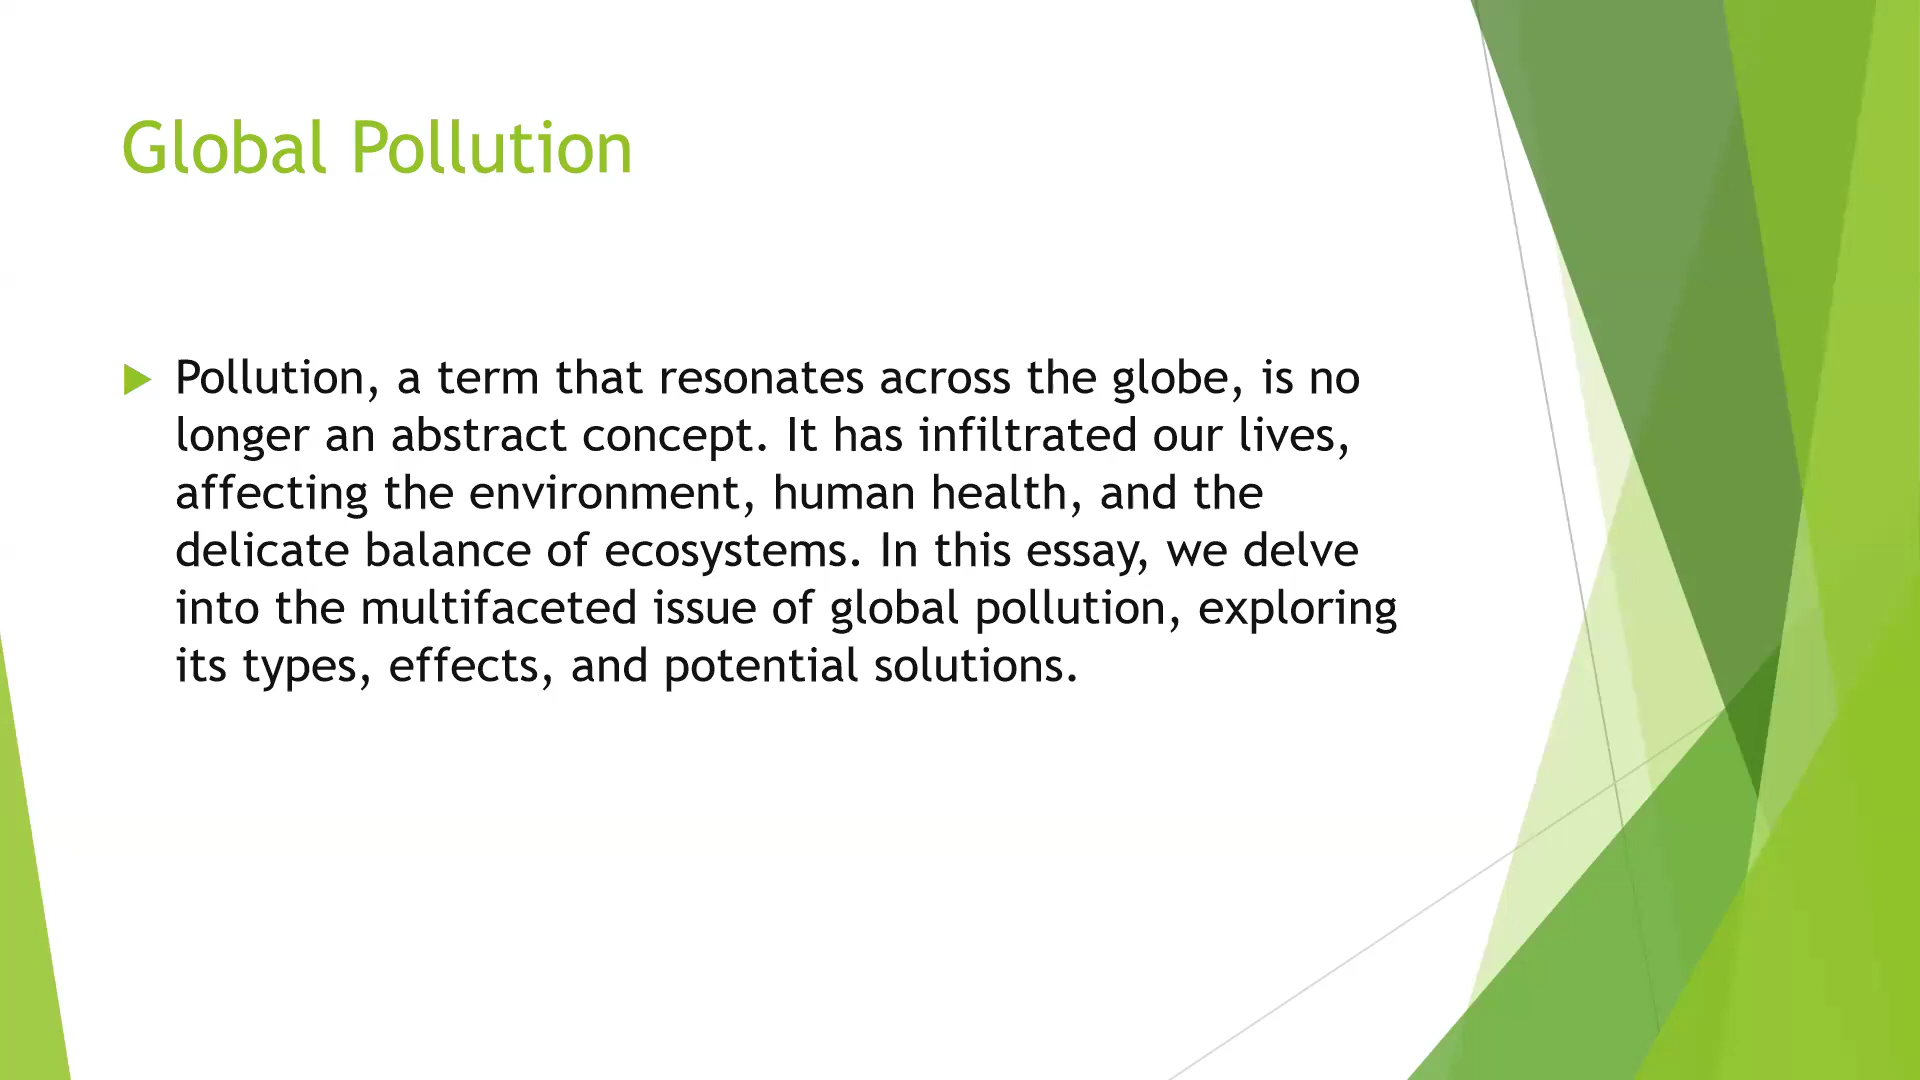 Global Pollution
Pollution, a term that resonates across the globe, is no
longer an abstract concept. It has infiltrated our lives,
affecting the environment, human health, and the
delicate balance of ecosystems. In this essay, we delve
into the multifaceted issue of global pollution, exploring
its types, effects, and potential solutions.